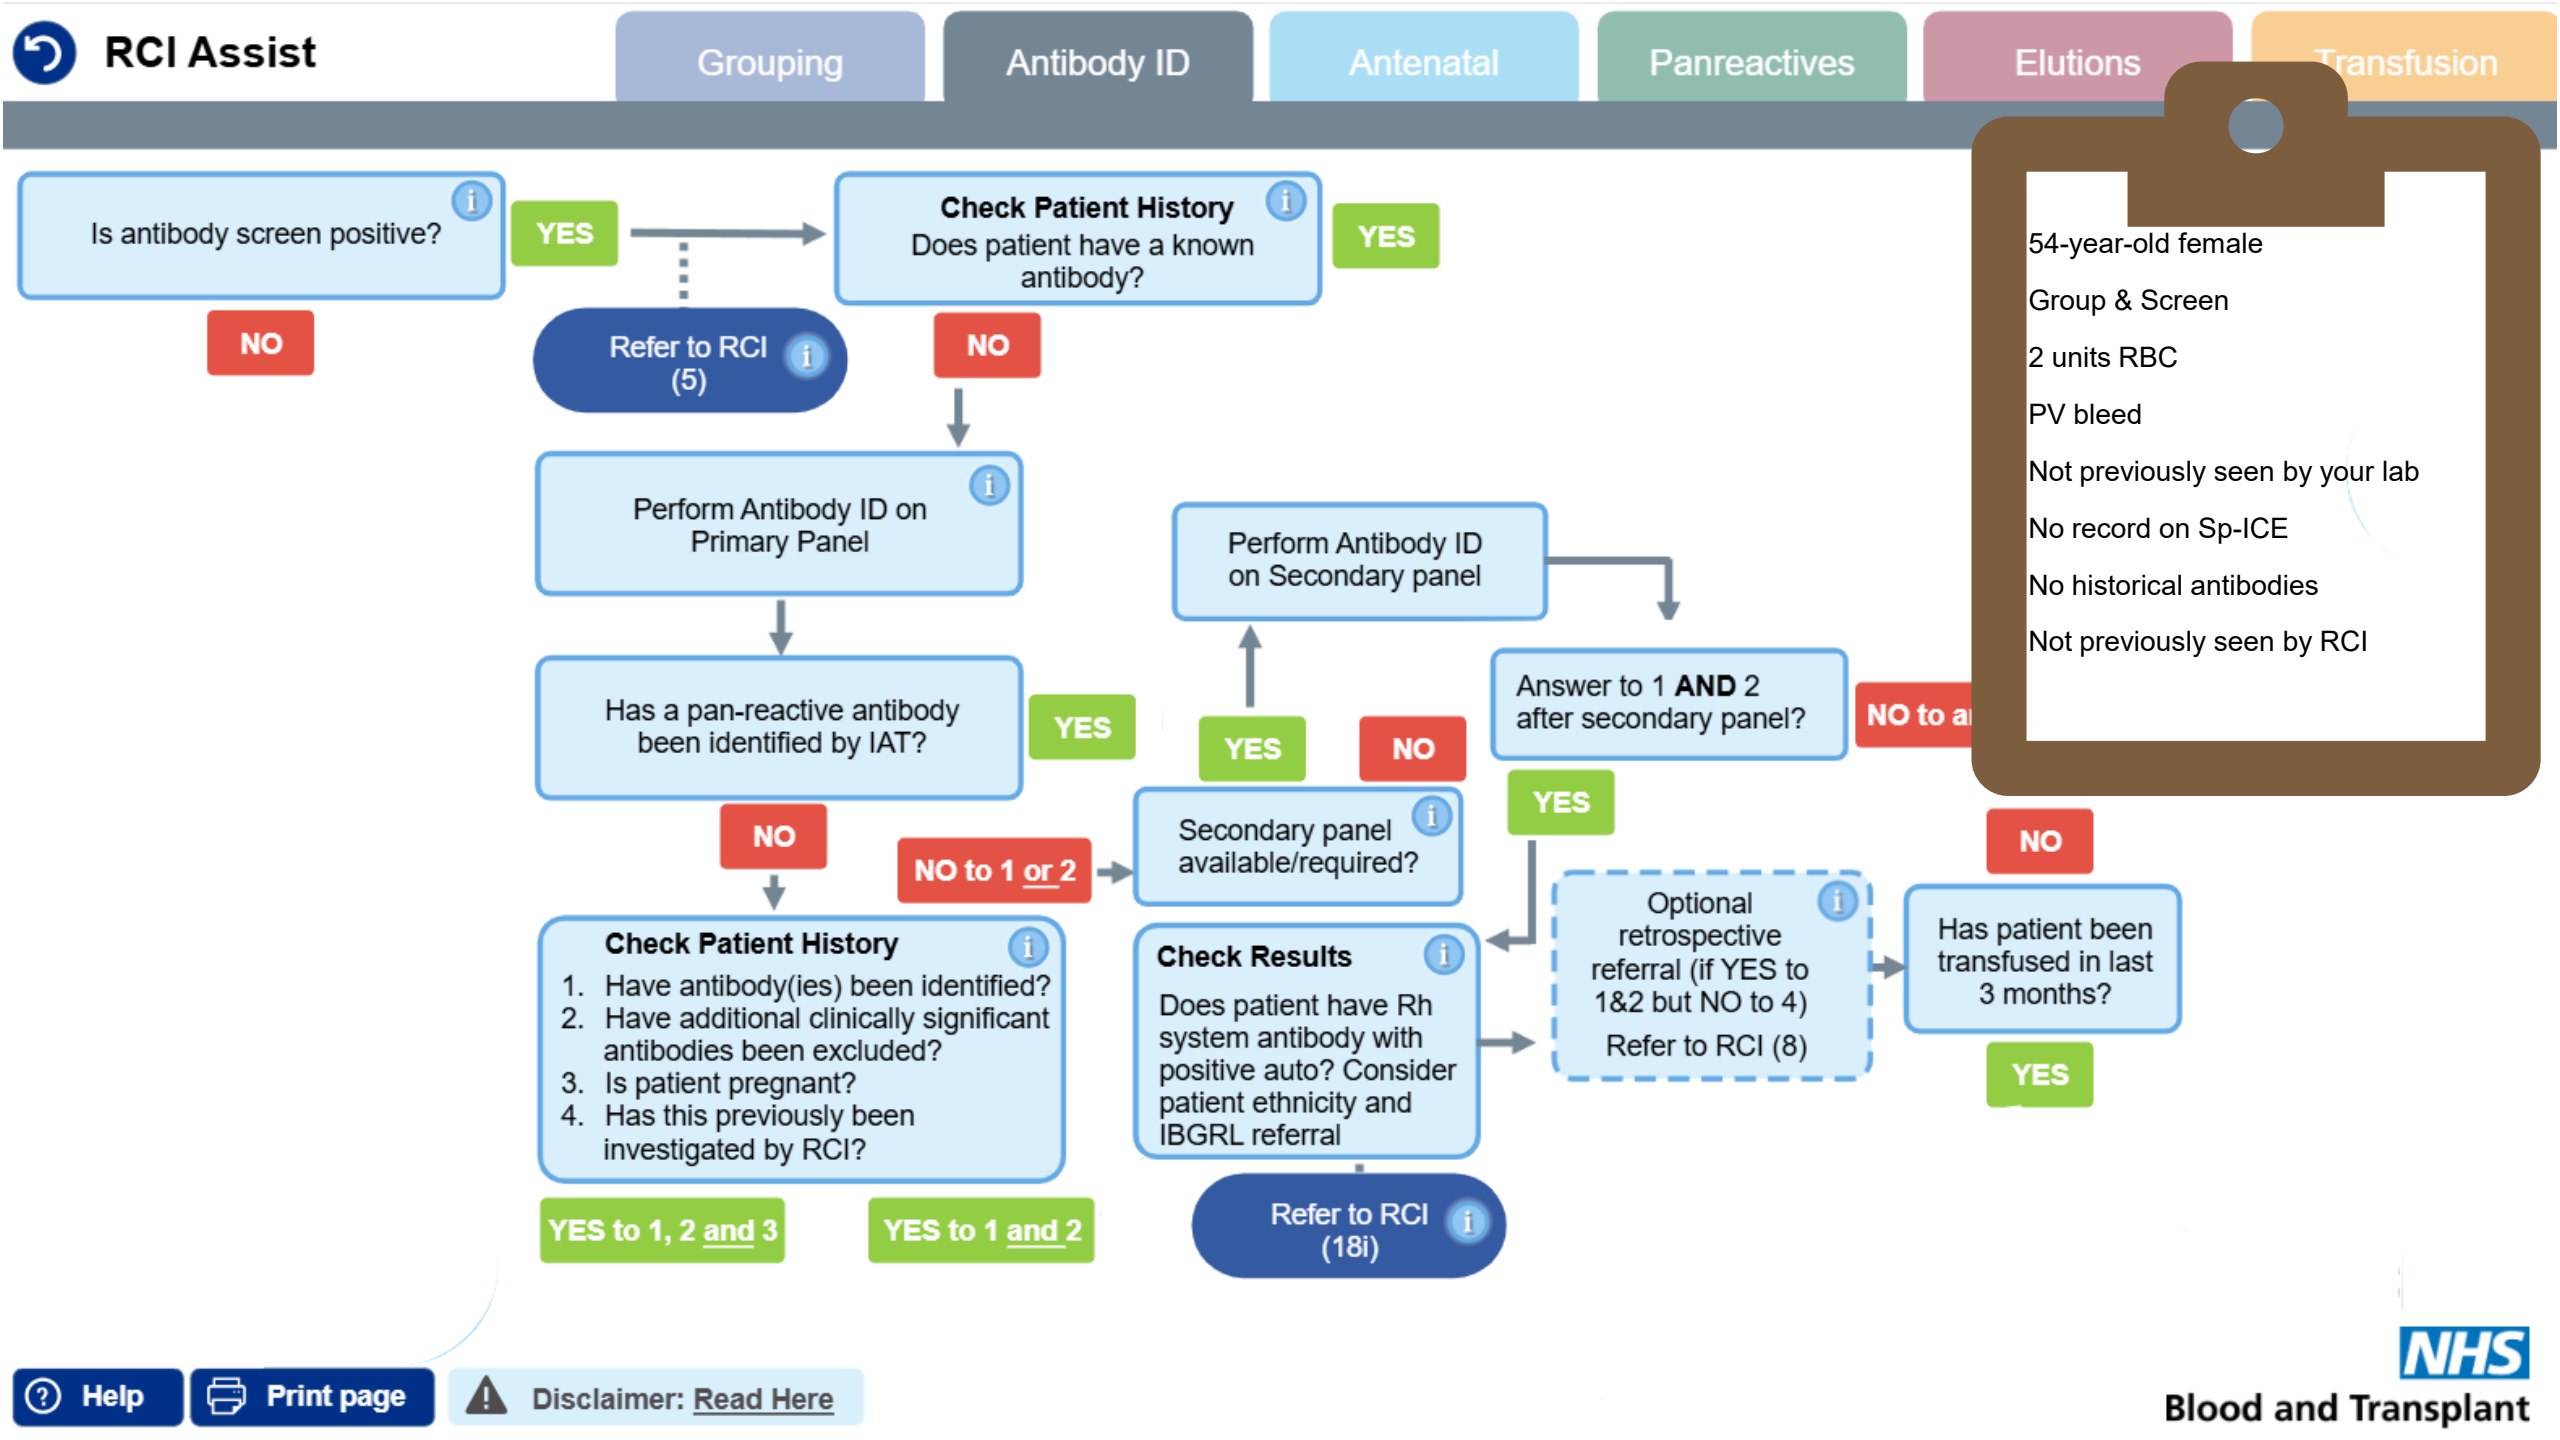 RCI Assist
Grouping
Antibody ID
Antenatal
Panreactives
Elutions
Transfusion
Is antibody screen positive?
YES
NO
Refer to RCI
(5)
Check Patient History
Does patient have a known
antibody?
YES
NO
Perform Antibody ID on
Primary Panel
Has a pan-reactive antibody
been identified by IAT?
YES
NO
Check Patient History
1. Have antibody(ies) been identified?
2. Have additional clinically significant
antibodies been excluded?
3. Is patient pregnant?
4. Has this previously been
investigated by RCI?
YES to 1, 2 and 3
YES to 1 and 2
NO to 1 or 2
Secondary panel
available/required?
YES
NO
Perform Antibody ID
on Secondary panel
Answer to 1 AND 2
after secondary panel?
NO to
YES
Check Results
Does patient have Rh
system antibody with
positive auto? Consider
patient ethnicity and
IBGRL referral
Refer to RCI
(18i)
Optional
retrospective
referral (if YES to
1&2 but NO to 4)
Refer to RCI (8)
NO
Has patient been
transfused in last
3 months?
YES
54-year-old female
Group & Screen
2 units RBC
PV bleed
Not previously seen by your lab
No record on Sp-ICE
No historical antibodies
Not previously seen by RCI
Help
Print page
Disclaimer: Read Here
NHS
Blood and Transplant